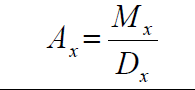 A_x = M_x / D_x